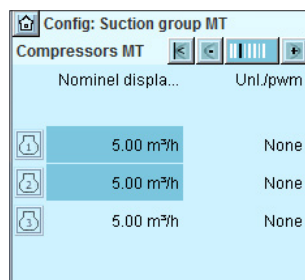 Config: Suction group MT
Compressors MT
Nominel displa... Unl./pwm
1 5.00 m³/h None
2 5.00 m³/h None
3 5.00 m³/h None